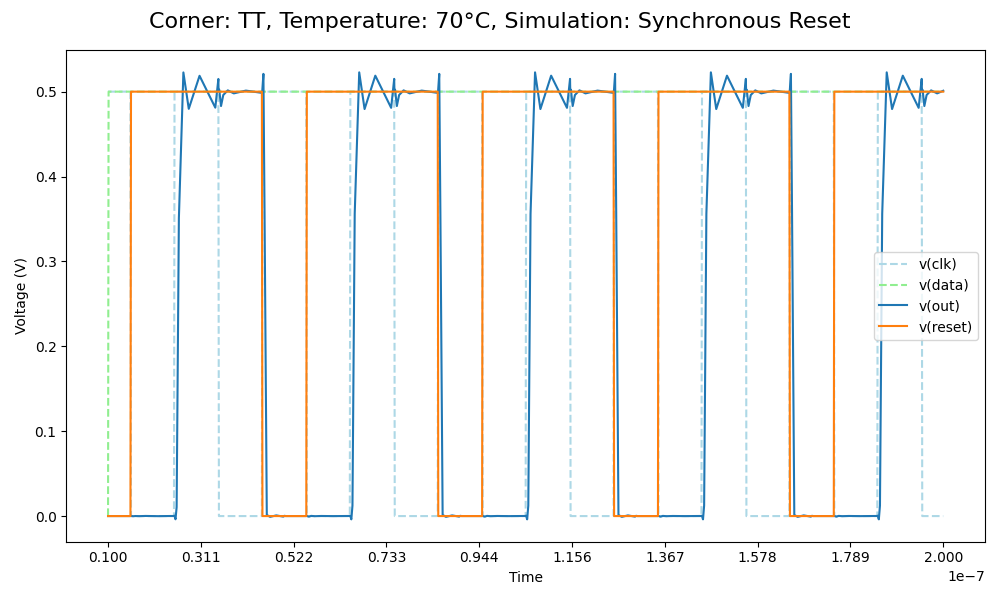 Corner: TT, Temperature: 70°C, Simulation: Synchronous Reset
Voltage (V)
0.5
0.4
0.3
0.2
0.1
0.0
v(clk)
v(data)
v(out)
v(reset)
0.100 0.311 0.522 0.733 0.944 1.156 1.367 1.578 1.789 2.000
Time
1e−7